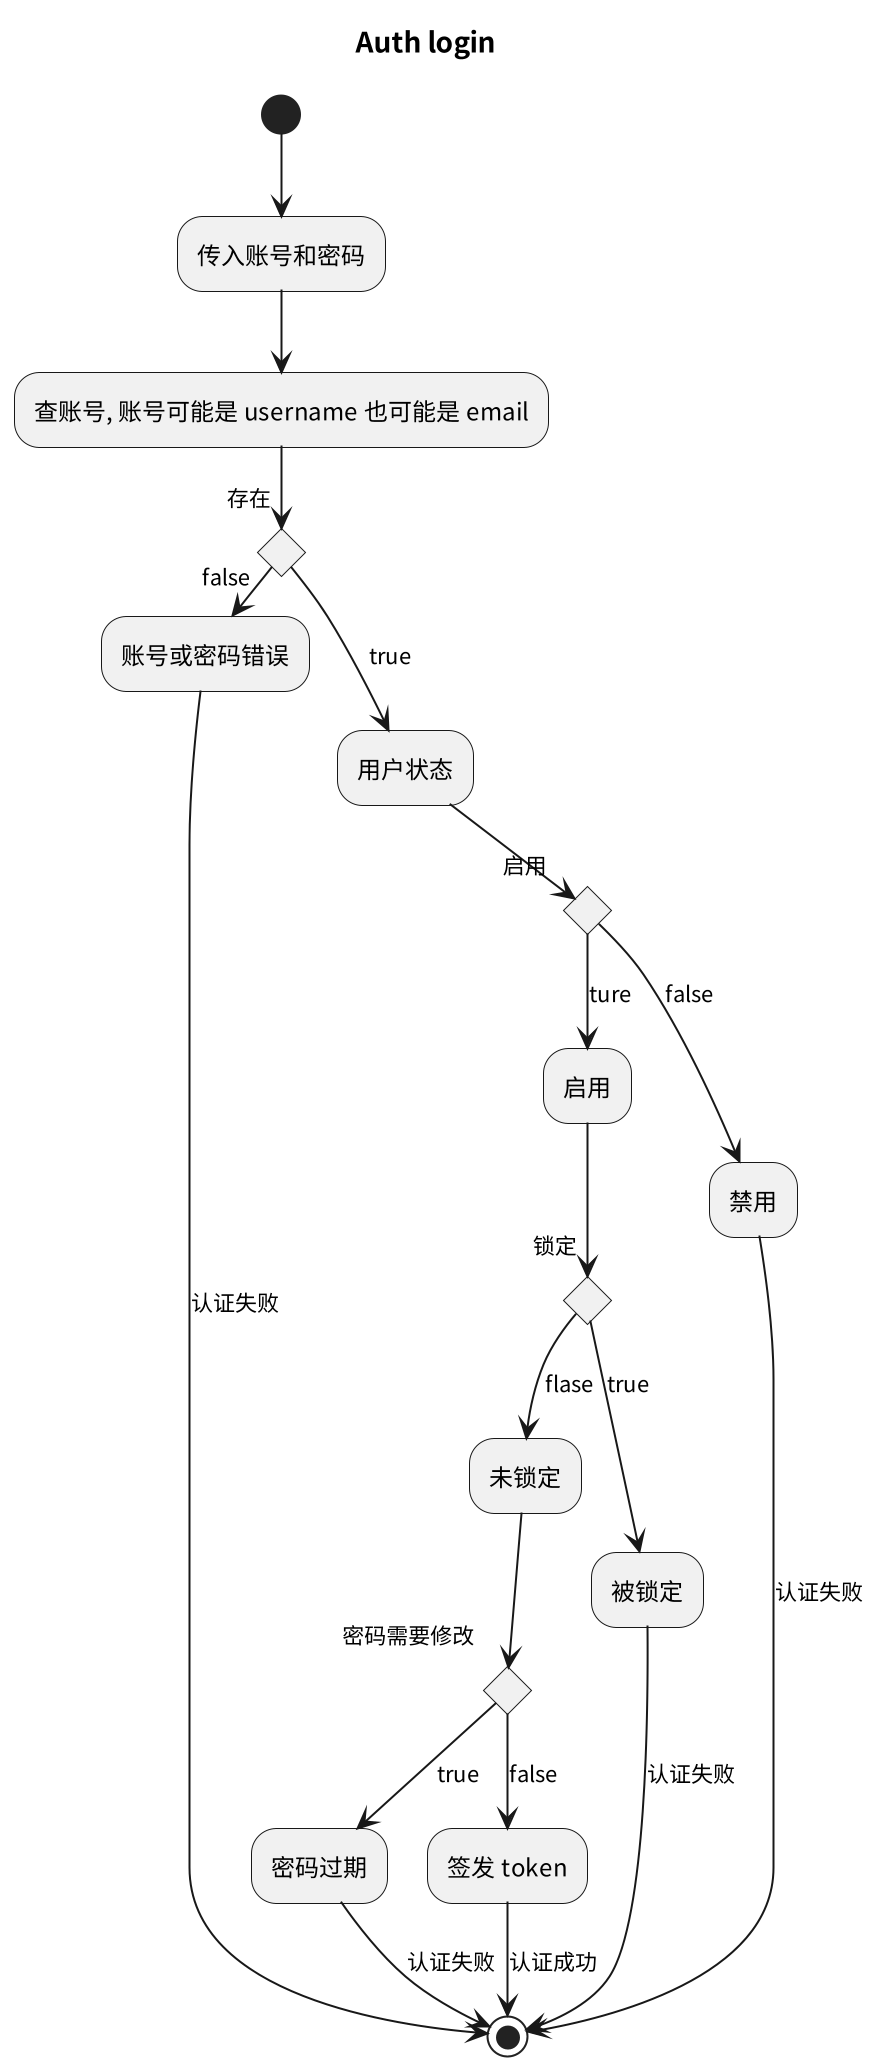 Auth login
传入账号和密码
查账号, 账号可能是 username 也可能是 email
存在
false
账号或密码错误
true
用户状态
启用
ture
false
启用
禁用
锁定
认证失败
flase
true
未锁定
被锁定
认证失败
密码需要修改
true
false
认证失败
密码过期
签发 token
认证失败
认证成功